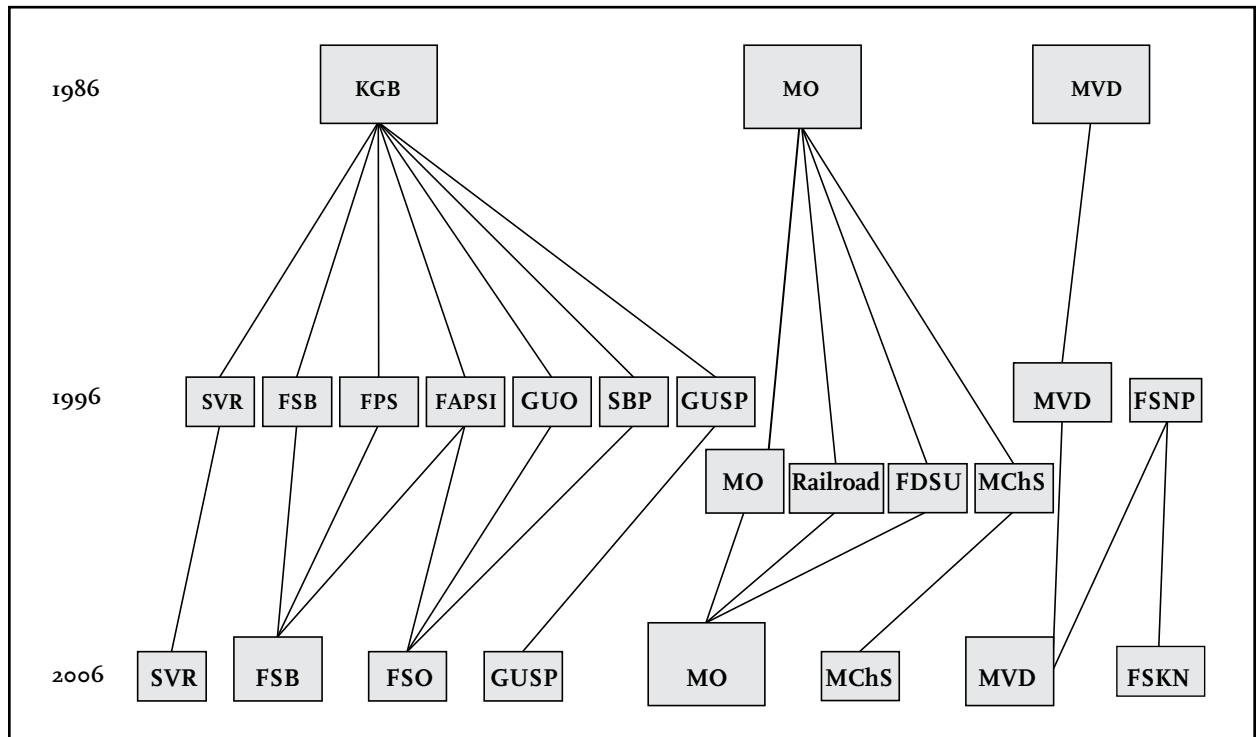 1986 KGB MO MVD
1996 SVR FSB FPS FAPSI GUO SBP GUSP MVD FSNP
MO Railroad FDSU MChS
2006 SVR FSB FSO GUSP MO MChS MVD FSKN